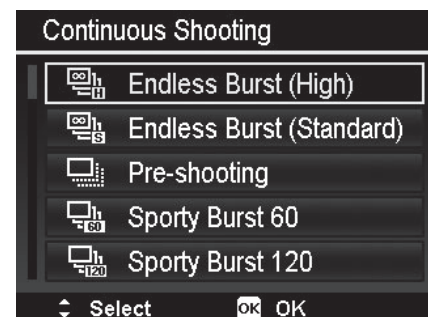 Continuous Shooting
Endless Burst (High)
Endless Burst (Standard)
Pre-shooting
Sporty Burst 60
Sporty Burst 120
Select OK OK